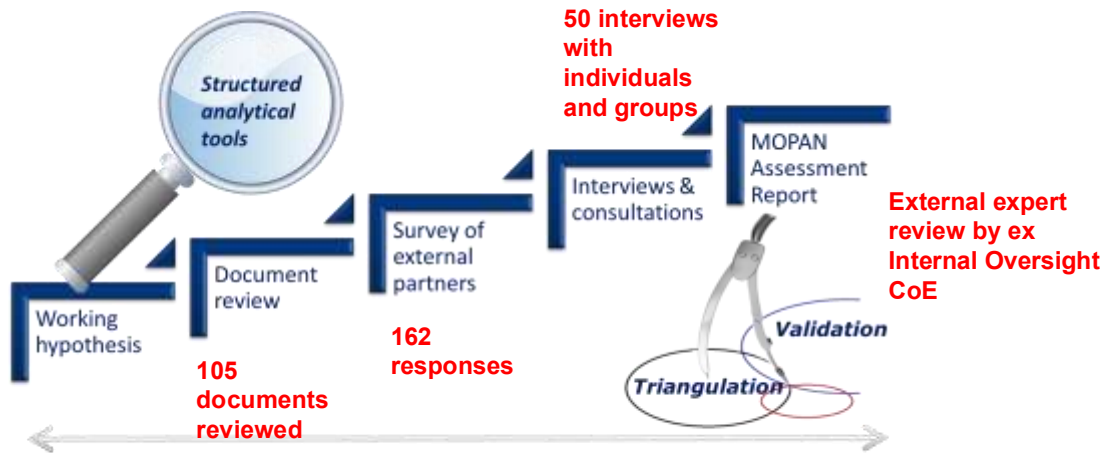 Structured
analytical
tools
Working
hypothesis
Document
review
105
documents
reviewed
Survey of
external
partners
162
responses
50 interviews
with
individuals
and groups
Interviews &
consultations
MOPAN
Assessment
Report
External expert
review by ex
Internal Oversight
CoE
Validation
Triangulation